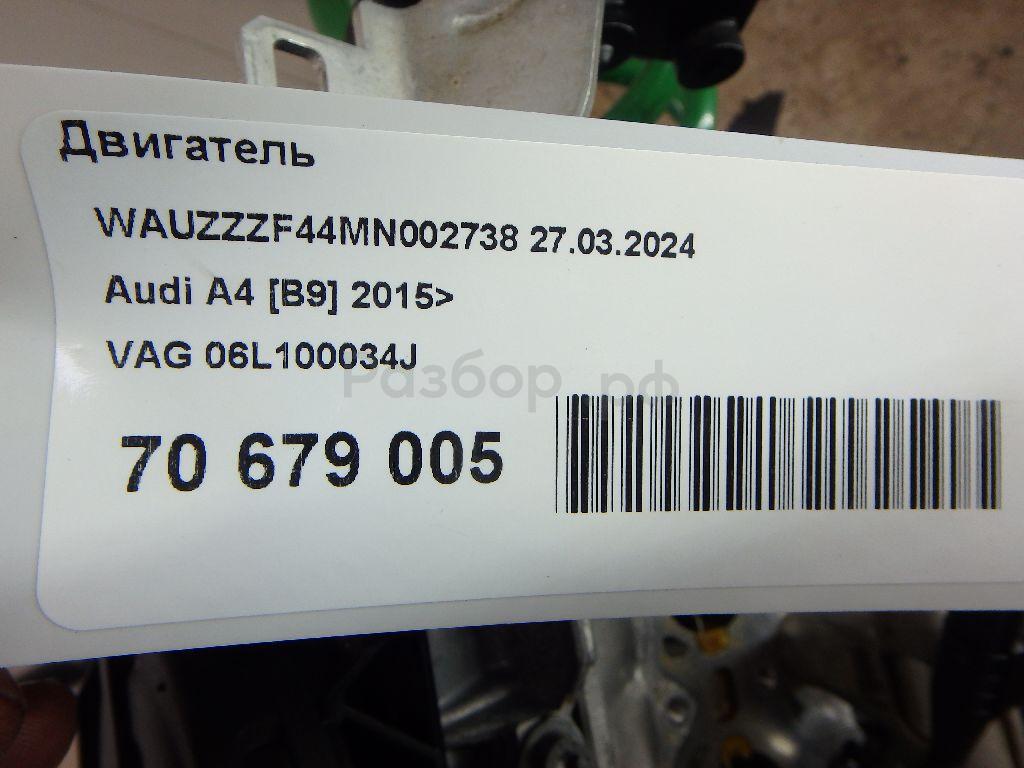 Двигатель
WAUZZZF44MN002738 27.03.2024
Audi A4 [B9] 2015>
VAG 06L100034J
Разбор.рф
70 679 005